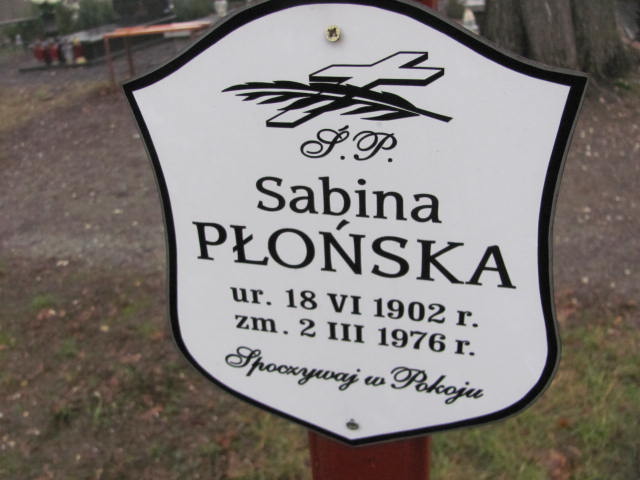 Ś.P.
Sabina
PŁOŃSKA
ur. 18 VI 1902 r.
zm. 2 III 1976 r.
Spoczywaj w Pokoju